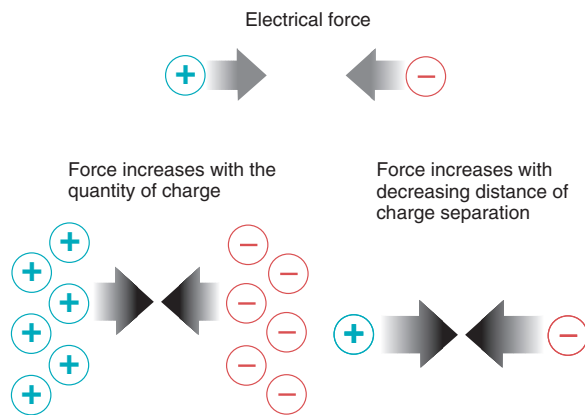 Electrical force
+
−
Force increases with the
quantity of charge
Force increases with
decreasing distance of
charge separation
+
−
+
−
+
−
+
−
+
−
+
−
+
−